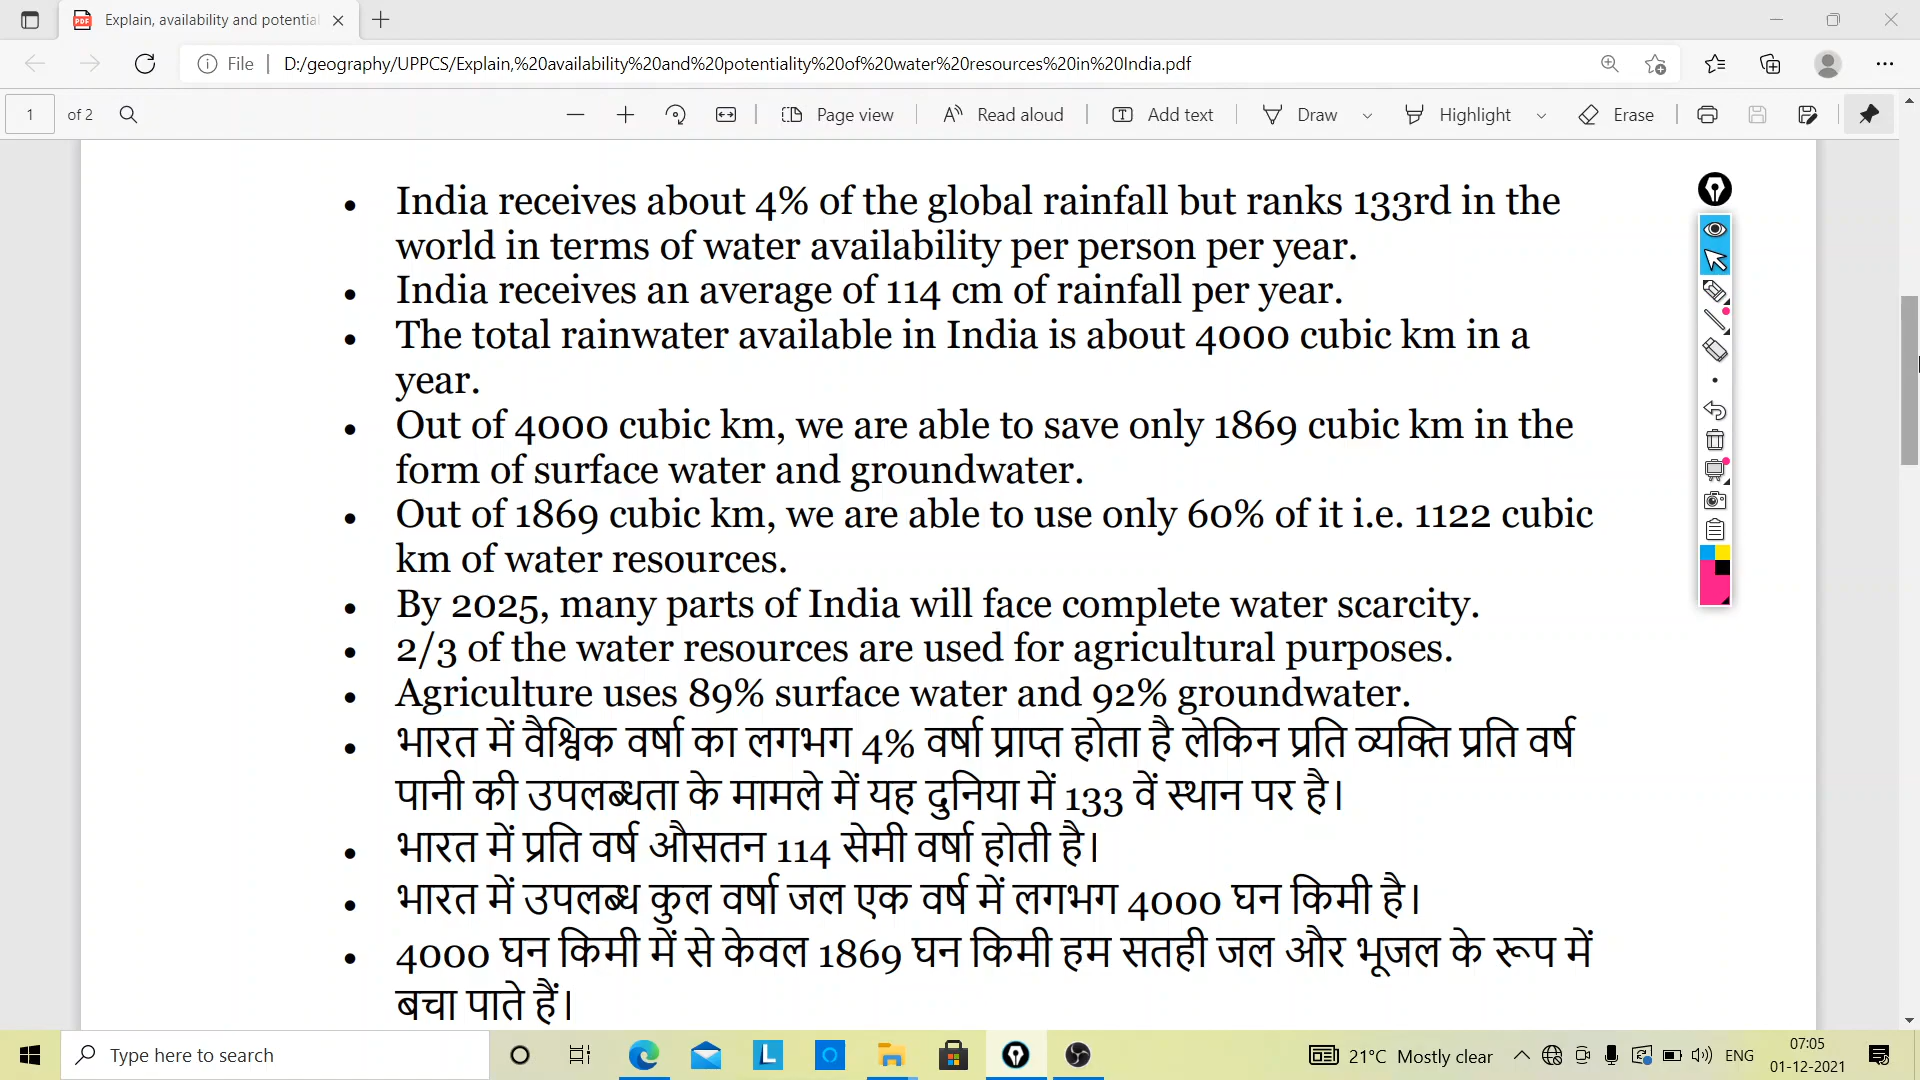 Explain, availability and potentia
File
D:/geography/UPPCS/Explain,%20availability%20and%20potentiality%20of%20water%20resources%20in%20India.pdf
1 of 2
Page view
Read aloud
Add text
Draw
Highlight
Erase
• India receives about 4% of the global rainfall but ranks 133rd in the
world in terms of water availability per person per year.
• India receives an average of 114 cm of rainfall per year.
• The total rainwater available in India is about 4000 cubic km in a
year.
• Out of 4000 cubic km, we are able to save only 1869 cubic km in the
form of surface water and groundwater.
• Out of 1869 cubic km, we are able to use only 60% of it i.e. 1122 cubic
km of water resources.
• By 2025, many parts of India will face complete water scarcity.
• 2/3 of the water resources are used for agricultural purposes.
• Agriculture uses 89% surface water and 92% groundwater.
• भारत में वैश्विक वर्षा का लगभग 4% वर्षा प्राप्त होता है लेकिन प्रति व्यक्ति प्रति वर्ष
पानी की उपलब्धता के मामले में यह दुनिया में 133 वें स्थान पर है।
• भारत में प्रति वर्ष औसतन 114 सेमी वर्षा होती है।
• भारत में उपलब्ध कुल वर्षा जल एक वर्ष में लगभग 4000 घन किमी है।
• 4000 घन किमी में से केवल 1869 घन किमी हम सतही जल और भूजल के रूप में
बचा पाते हैं।
Type here to search
21°C Mostly clear
ENG
07:05
01-12-2021